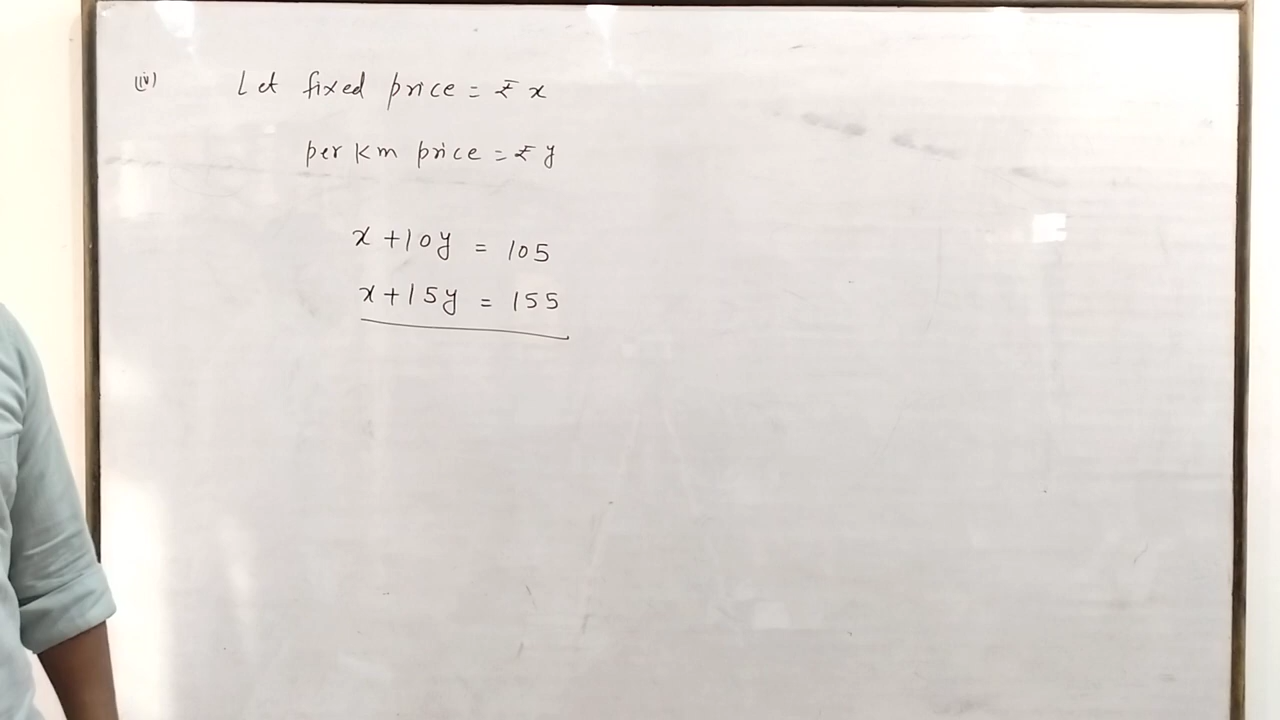 (iv) Let fixed price = ₹ x
per km price = ₹ y
x + 10y = 105
x + 15y = 155